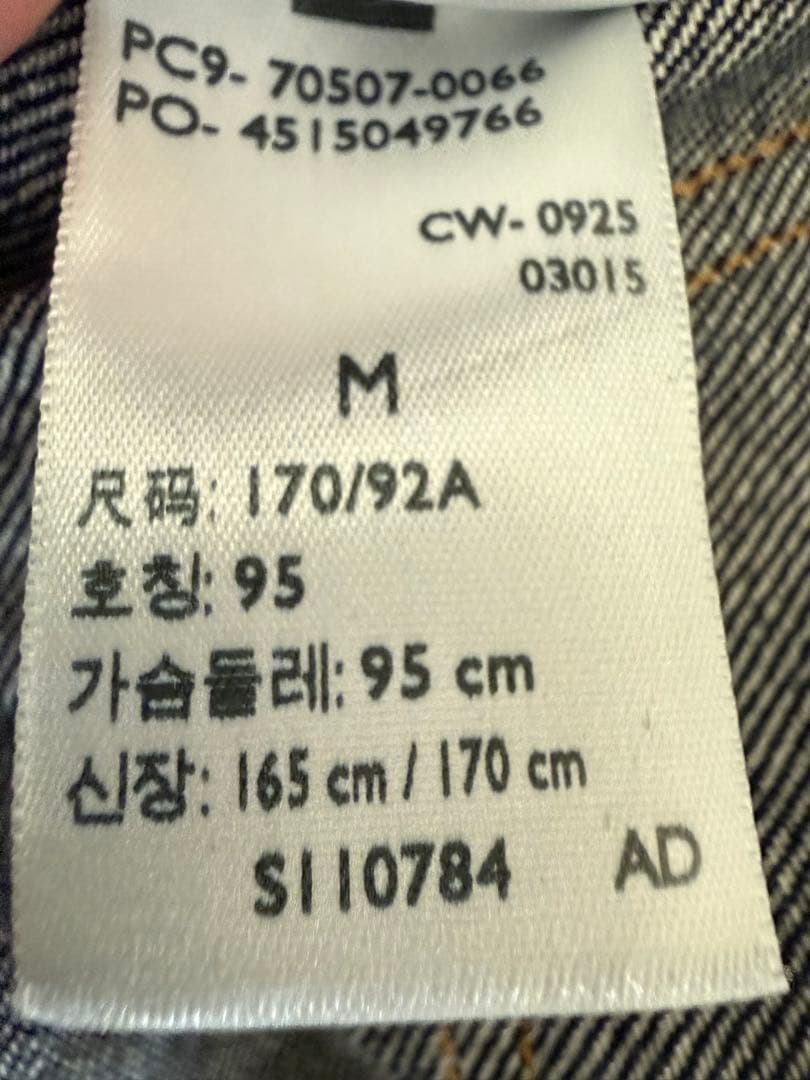 PC9- 70507-0066
PO- 4515049766
CW- 0925
03015
M
尺码: 170/92A
호칭: 95
가슴둘레: 95 cm
신장: 165 cm / 170 cm
S110784 AD